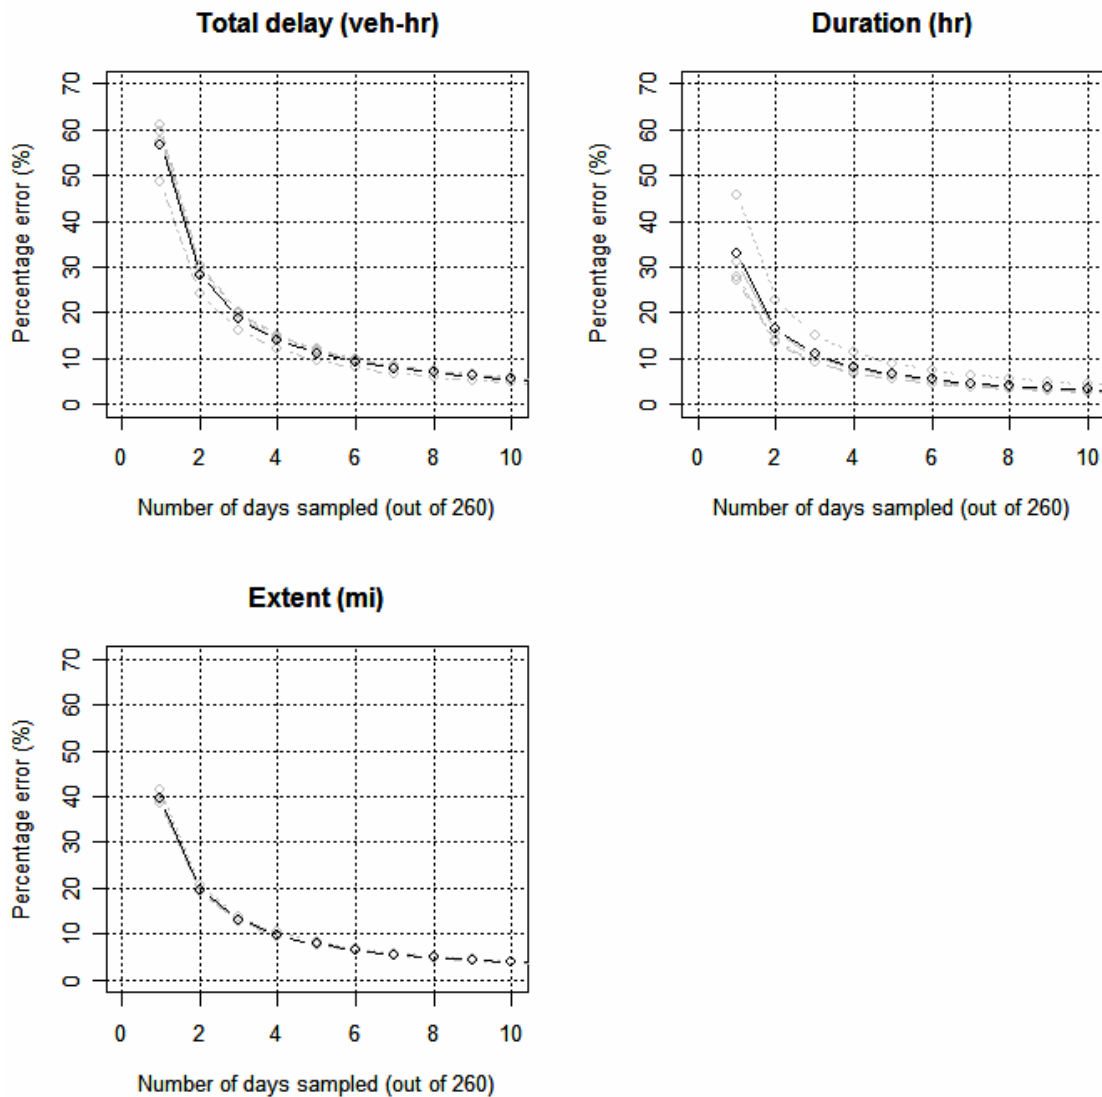 Total delay (veh-hr)
Percentage error (%)
70
60
50
40
30
20
10
0
0 2 4 6 8 10
Number of days sampled (out of 260)
Duration (hr)
Percentage error (%)
70
60
50
40
30
20
10
0
0 2 4 6 8 10
Number of days sampled (out of 260)
Extent (mi)
Percentage error (%)
70
60
50
40
30
20
10
0
0 2 4 6 8 10
Number of days sampled (out of 260)